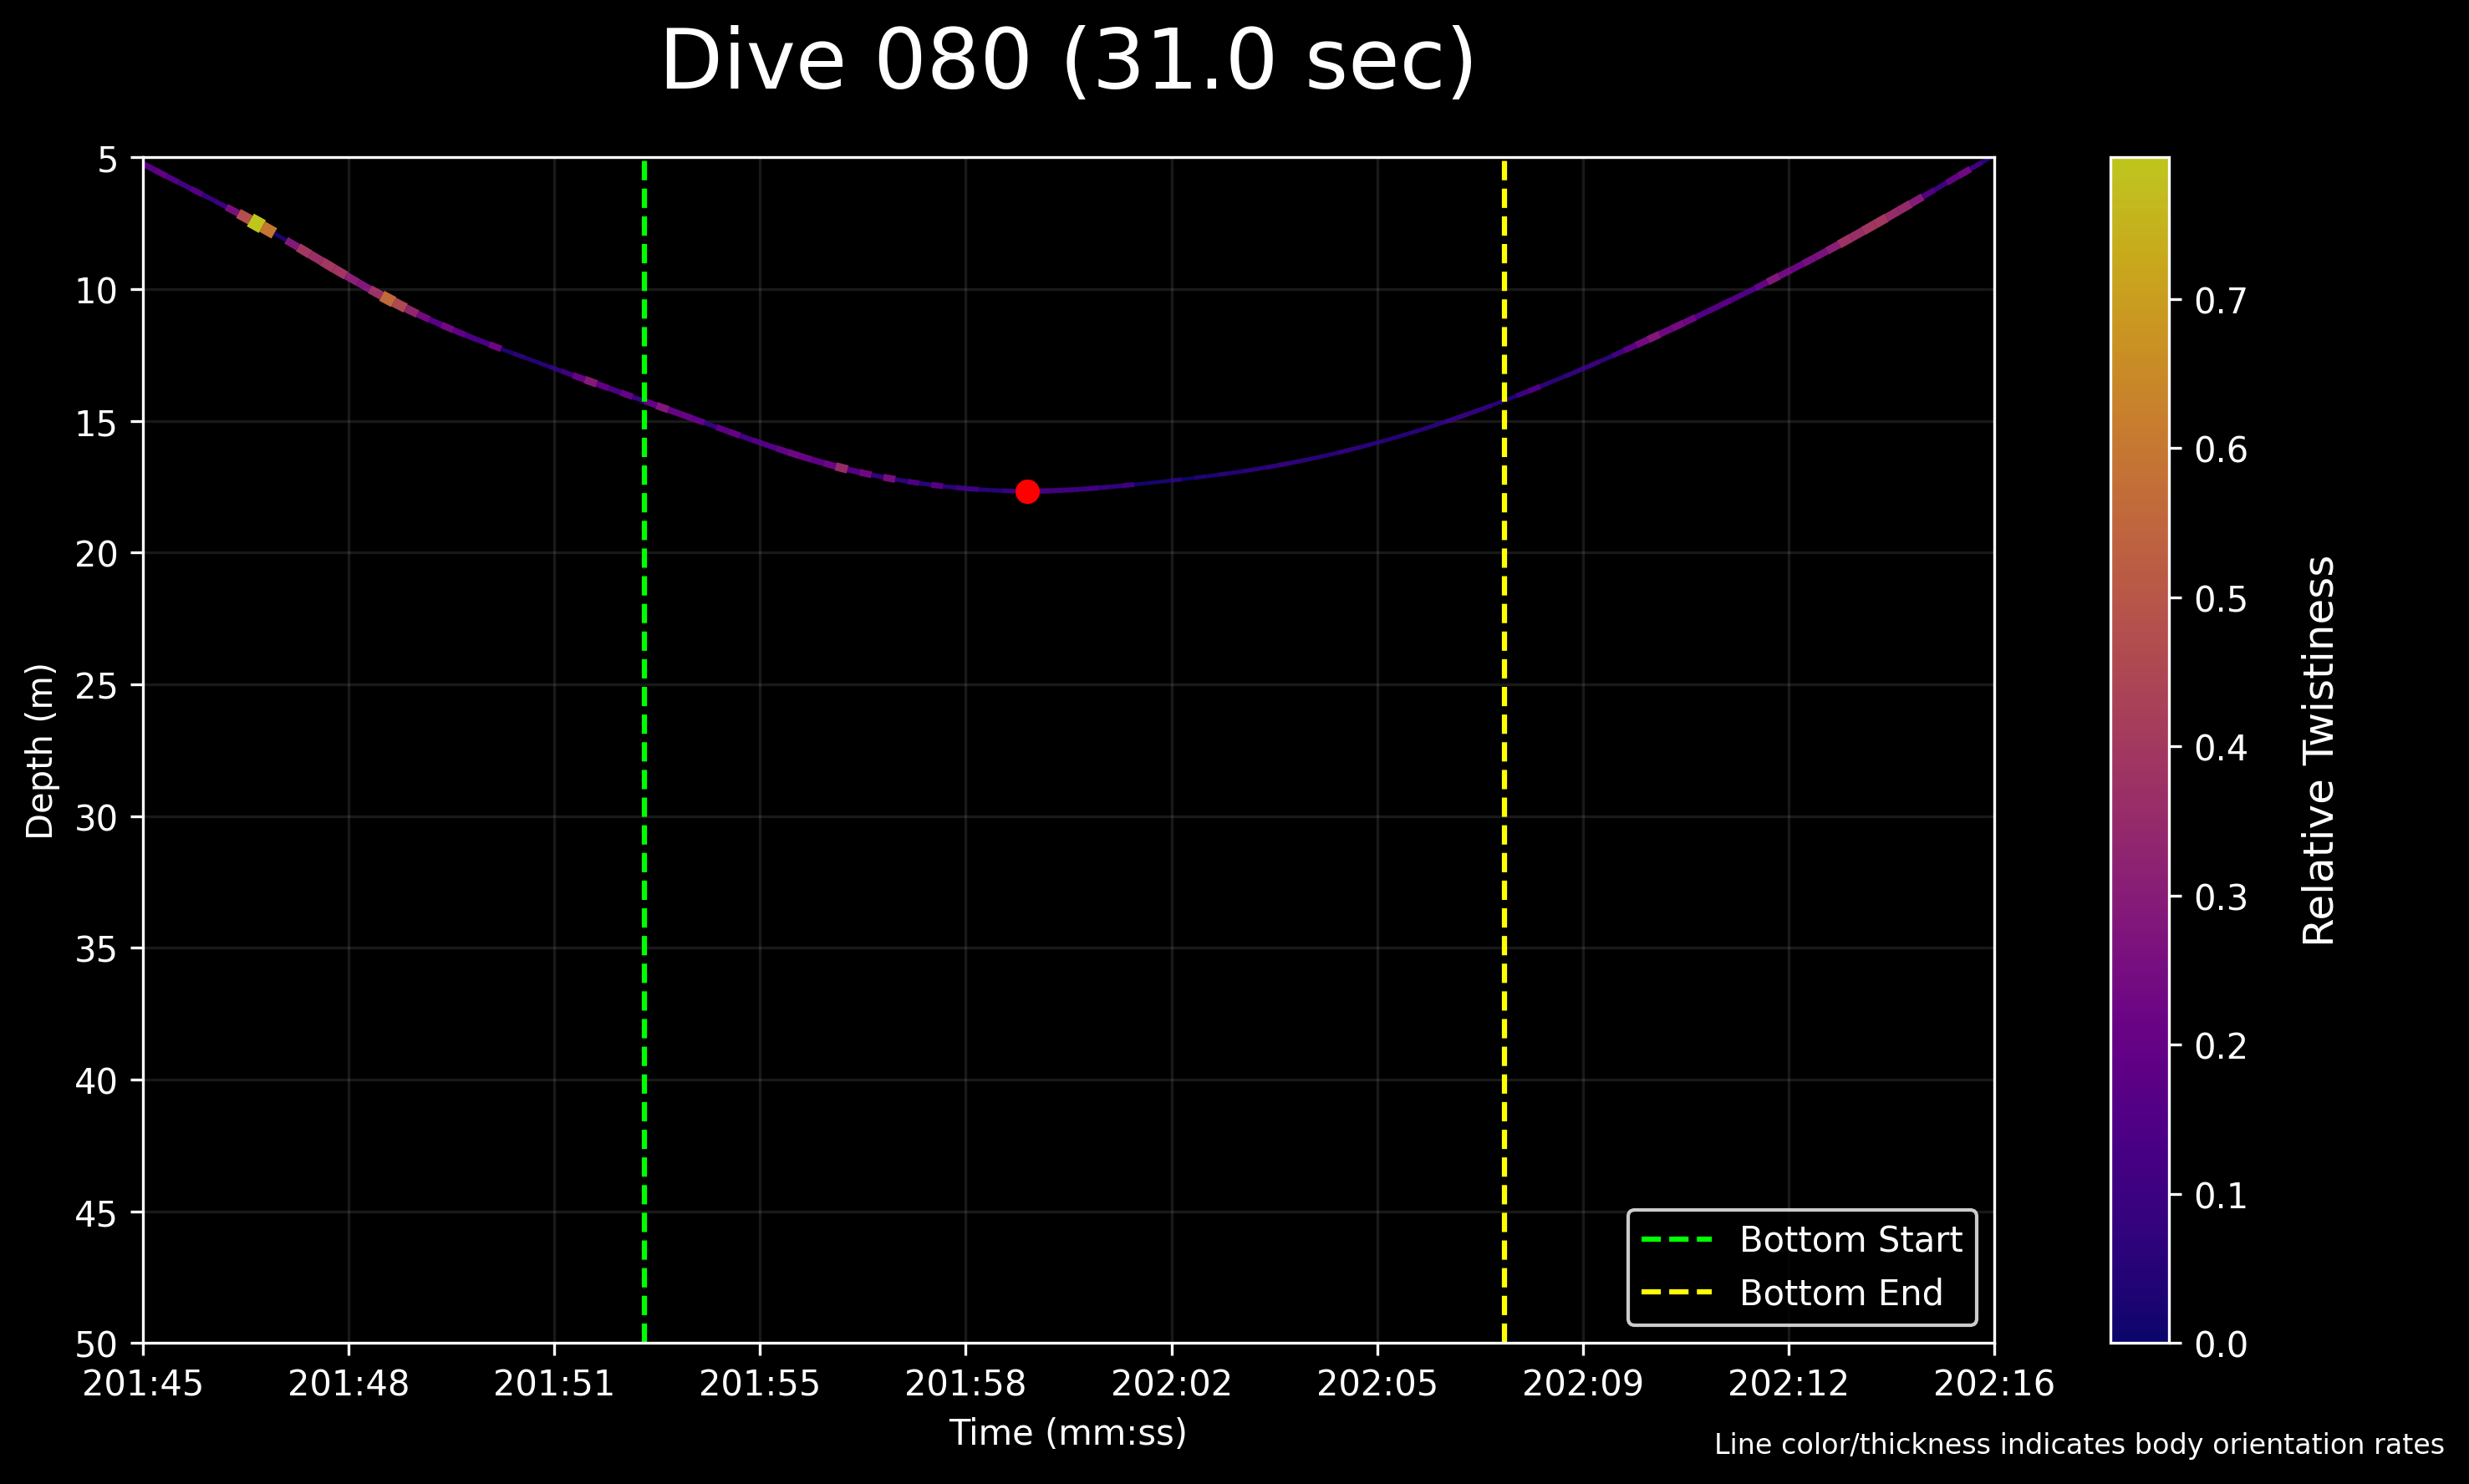 Dive 080 (31.0 sec)
5
10
15
20
25
30
35
40
45
50
Depth (m)
201:45 201:48 201:51 201:55 201:58 202:02 202:05 202:09 202:12 202:16
Time (mm:ss)
Bottom Start
Bottom End
0.7
0.6
0.5
0.4
0.3
0.2
0.1
0.0
Relative Twistiness
Line color/thickness indicates body orientation rates